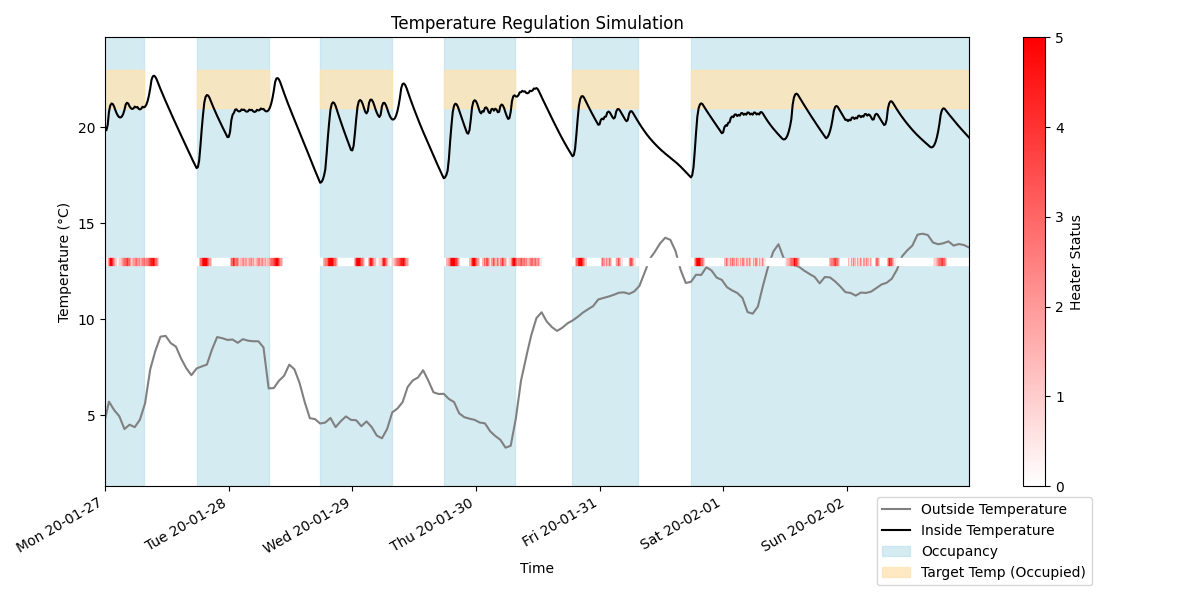 Temperature Regulation Simulation
Temperature (°C)
20
15
10
5
Mon 20-01-27
Tue 20-01-28
Wed 20-01-29
Thu 20-01-30
Fri 20-01-31
Sat 20-02-01
Sun 20-02-02
Time
5
4
3
2
1
0
Heater Status
Outside Temperature
Inside Temperature
Occupancy
Target Temp (Occupied)